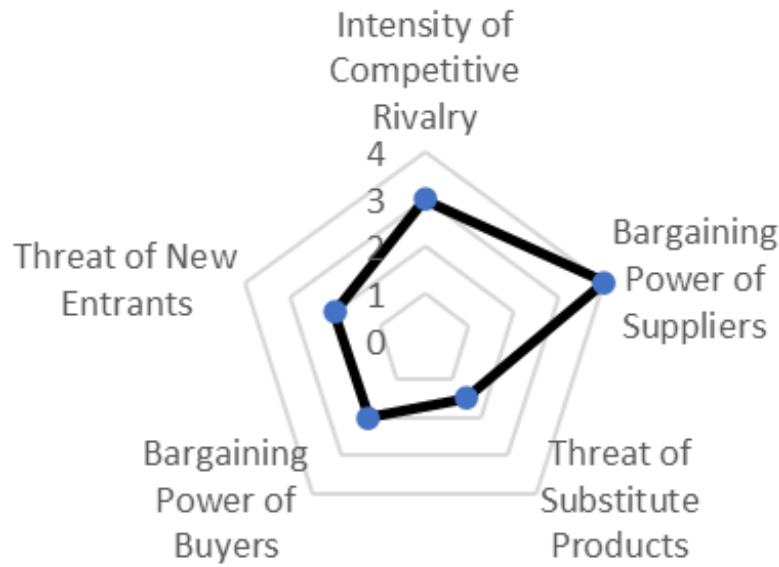 Intensity of
Competitive
Rivalry
4
3
2
1
0
Bargaining
Power of
Suppliers
Threat of
Substitute
Products
Bargaining
Power of
Buyers
Threat of New
Entrants